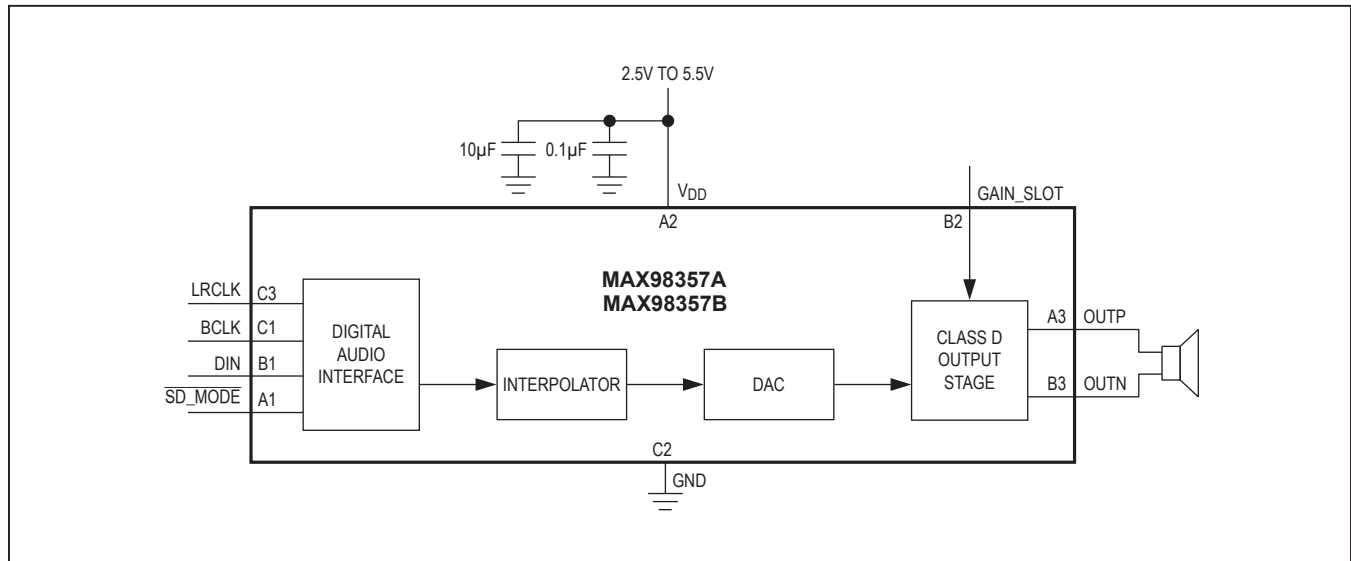 2.5V TO 5.5V
10µF
0.1µF
VDD
GAIN_SLOT
A2
B2
MAX98357A
MAX98357B
LRCLK
C3
BCLK
C1
DIN
B1
SD_MODE
A1
DIGITAL
AUDIO
INTERFACE
INTERPOLATOR
DAC
CLASS D
OUTPUT
STAGE
A3
OUTP
B3
OUTN
C2
GND